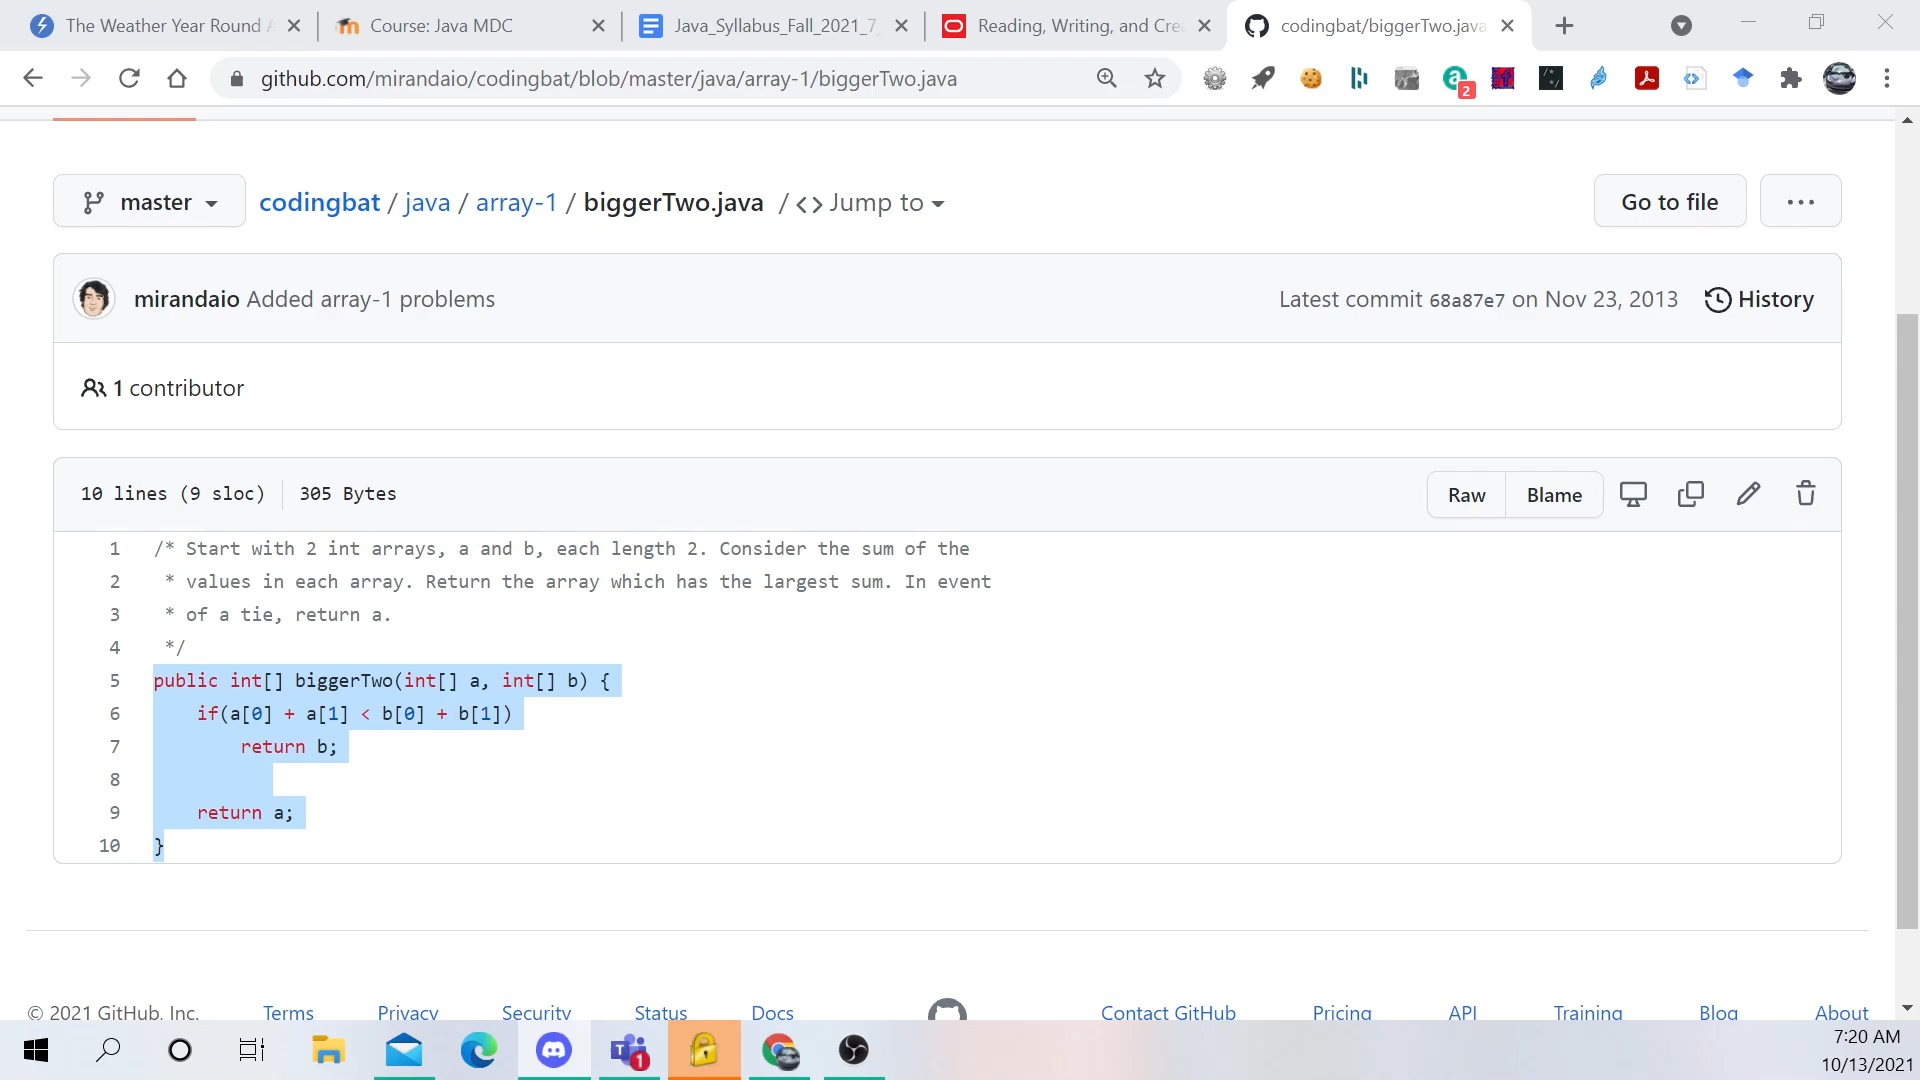 The Weather Year Round A
Course: Java MDC
Java_Syllabus_Fall_2021_7_
Reading, Writing, and Crea
codingbat/biggerTwo.java
github.com/mirandaio/codingbat/blob/master/java/array-1/biggerTwo.java
2
master
codingbat / java / array-1 / biggerTwo.java / <> Jump to
Go to file
...
mirandaio Added array-1 problems
Latest commit 68a87e7 on Nov 23, 2013
History
1 contributor
10 lines (9 sloc)
305 Bytes
Raw
Blame
1 /* Start with 2 int arrays, a and b, each length 2. Consider the sum of the
2 * values in each array. Return the array which has the largest sum. In event
3 * of a tie, return a.
4 */
5 public int[] biggerTwo(int[] a, int[] b) {
6 if(a[0] + a[1] < b[0] + b[1])
7 return b;
8
9 return a;
10 }
© 2021 GitHub, Inc.
Terms
Privacy
Security
Status
Docs
Contact GitHub
Pricing
API
Training
Blog
About
1
7:20 AM
10/13/2021